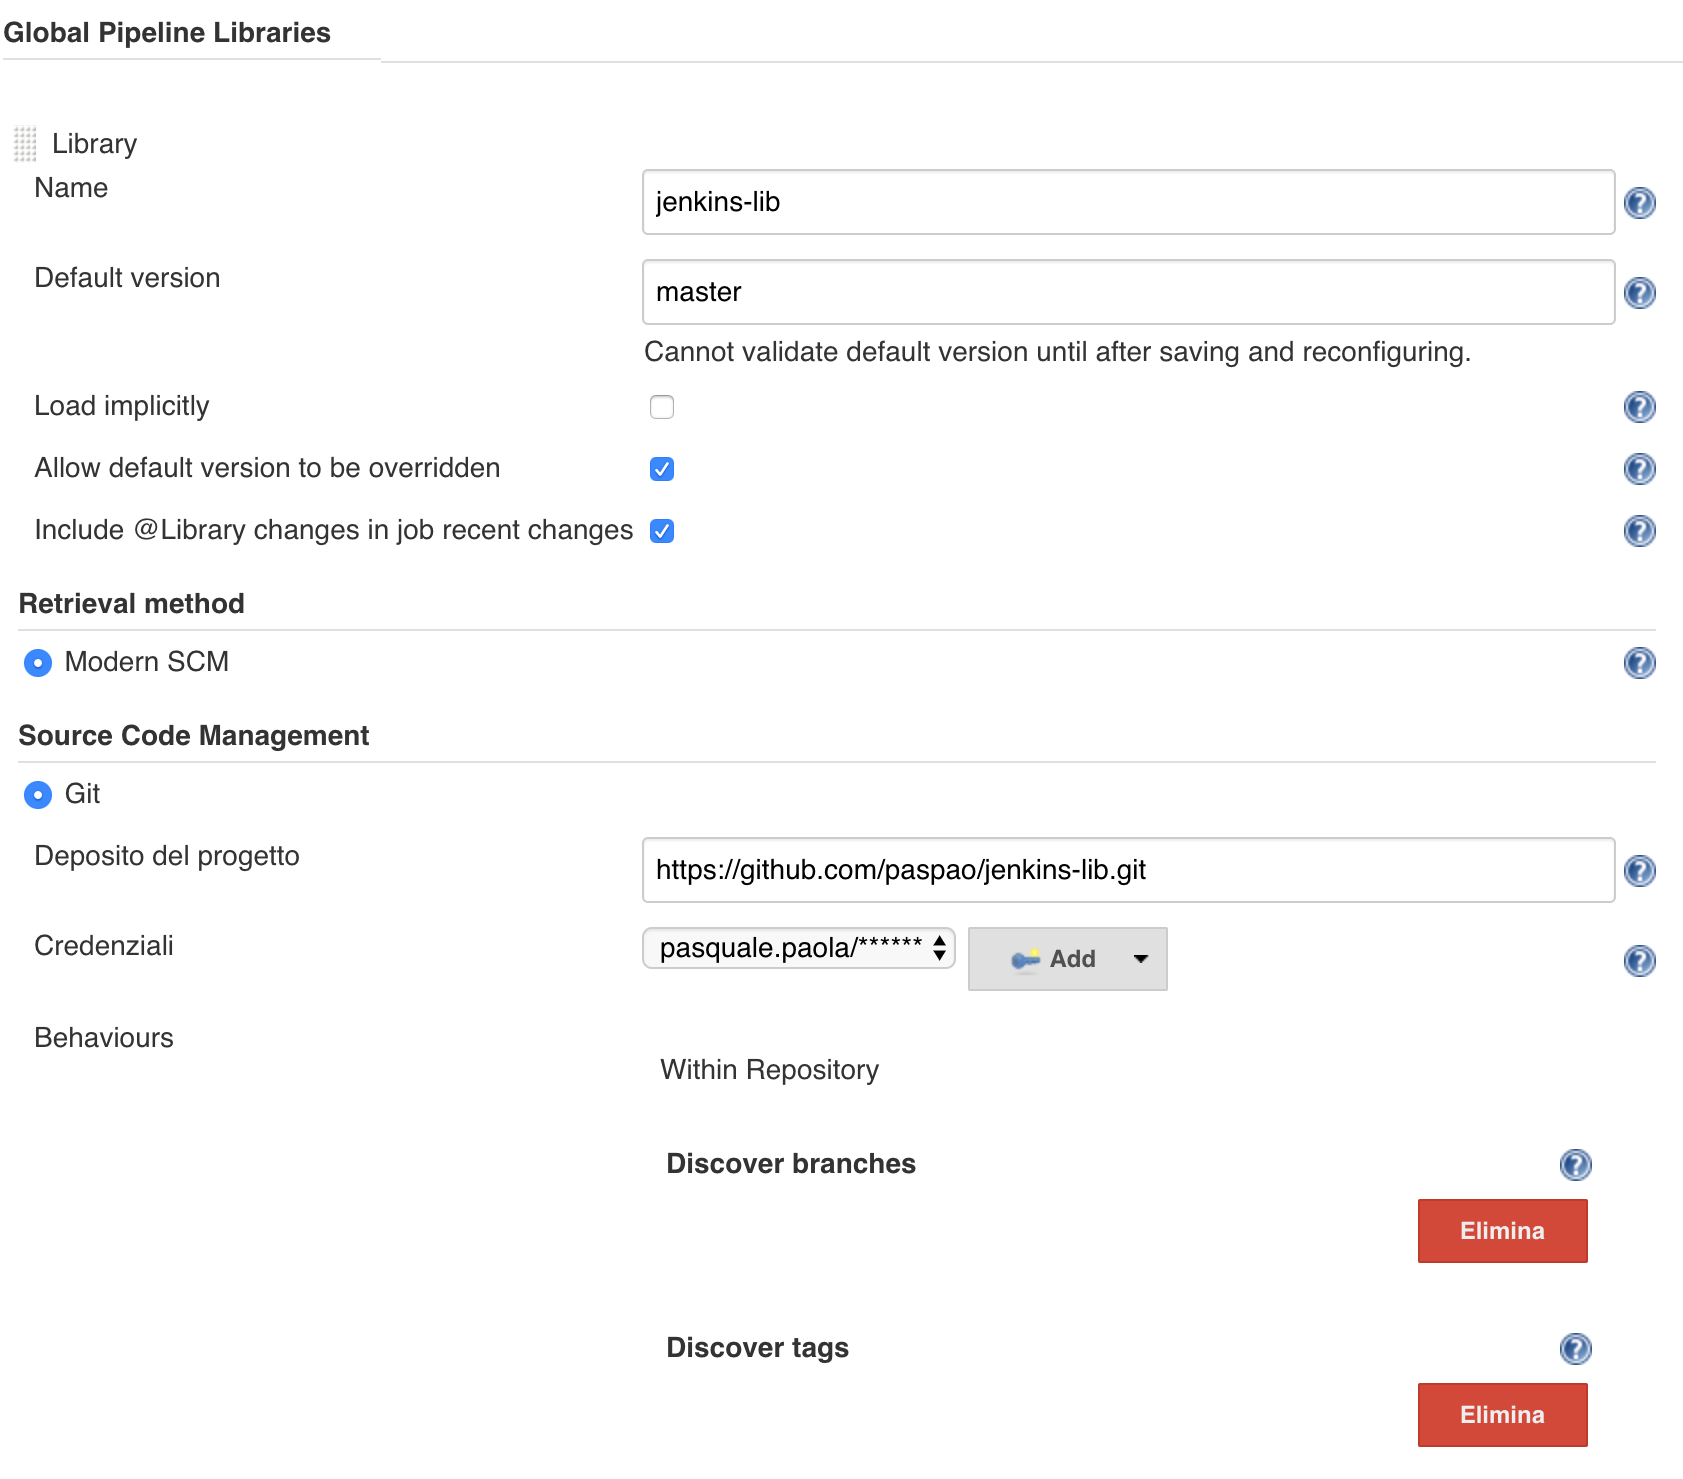 Global Pipeline Libraries
Library
Name
jenkins-lib
Default version
master
Cannot validate default version until after saving and reconfiguring.
Load implicitly
Allow default version to be overridden
Include @Library changes in job recent changes
Retrieval method
Modern SCM
Source Code Management
Git
Deposito del progetto
https://github.com/paspao/jenkins-lib.git
Credenziali
pasquale.paola/******
Add
Behaviours
Within Repository
Discover branches
Elimina
Discover tags
Elimina